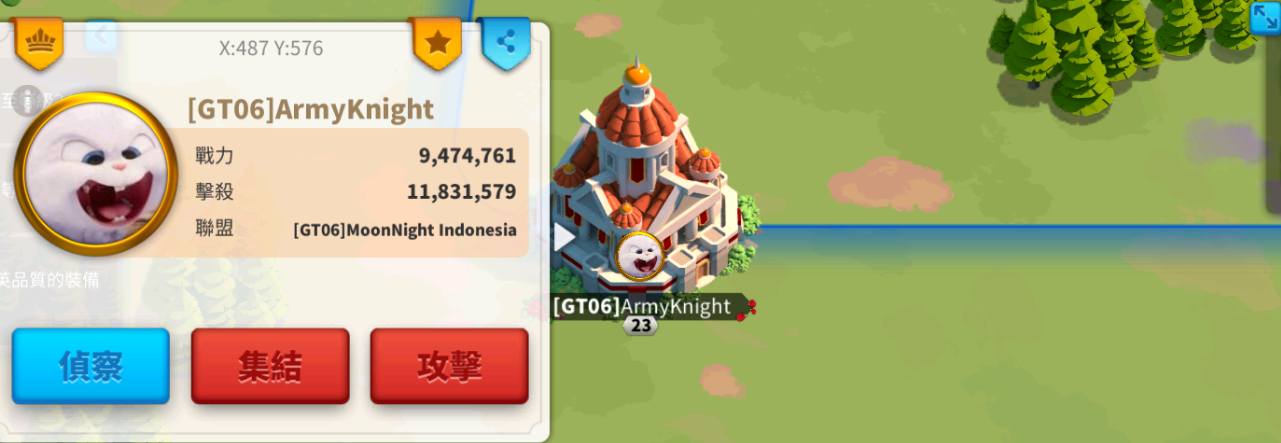 X:487 Y:576
[GT06]ArmyKnight
戰力 9,474,761
擊殺 11,831,579
聯盟 [GT06]MoonNight Indonesia
英品質的裝備
[GT06]ArmyKnight
23
偵察 集結 攻擊